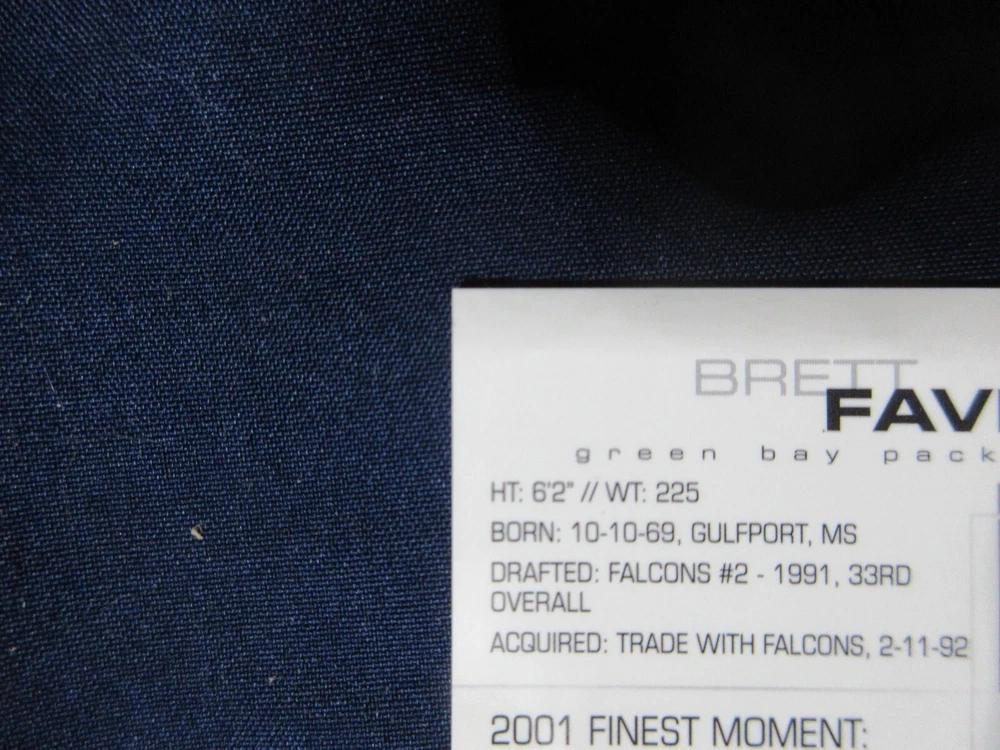 BRETT
FAV
green bay pack
HT: 6'2" // WT: 225
BORN: 10-10-69, GULFPORT, MS
DRAFTED: FALCONS #2 - 1991, 33RD
OVERALL
ACQUIRED: TRADE WITH FALCONS, 2-11-92
2001 FINEST MOMENT: